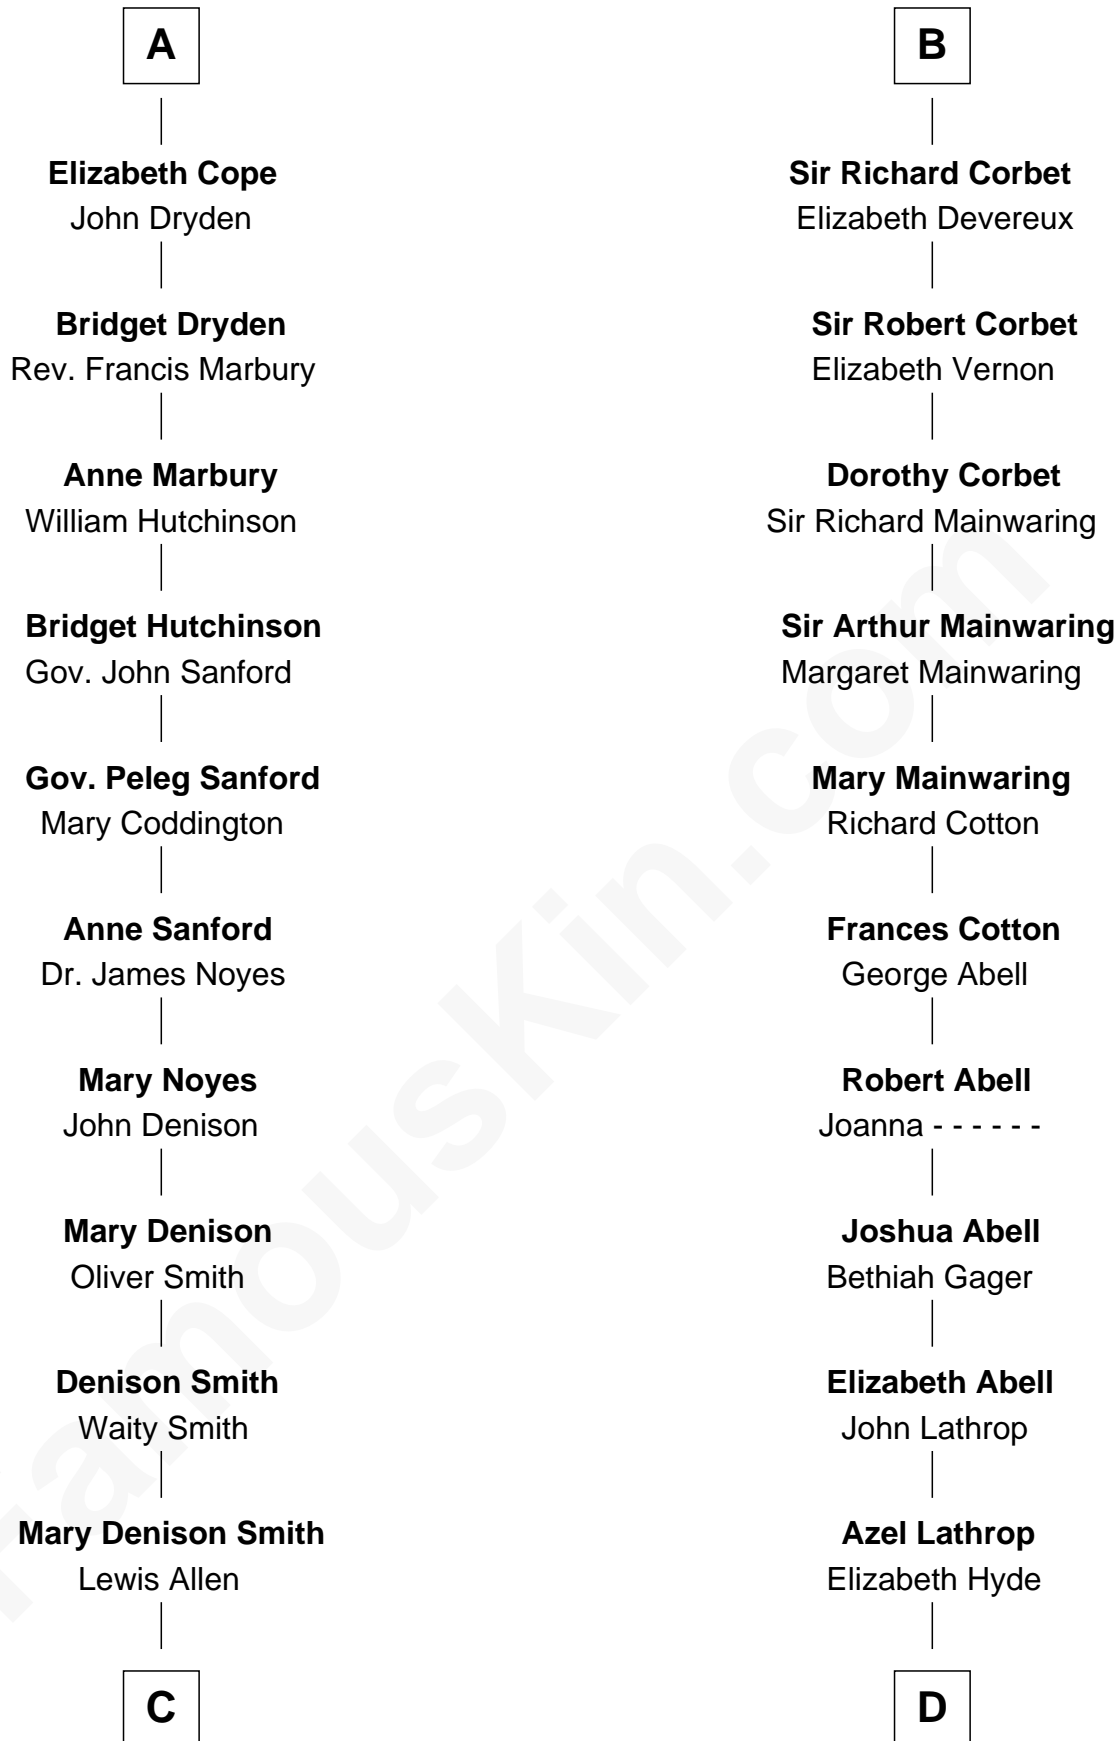 A
Elizabeth Cope
John Dryden
Bridget Dryden
Rev. Francis Marbury
Anne Marbury
William Hutchinson
Bridget Hutchinson
Gov. John Sanford
Gov. Peleg Sanford
Mary Coddington
Anne Sanford
Dr. James Noyes
Mary Noyes
John Denison
Mary Denison
Oliver Smith
Denison Smith
Waity Smith
Mary Denison Smith
Lewis Allen
C
B
Sir Richard Corbet
Elizabeth Devereux
Sir Robert Corbet
Elizabeth Vernon
Dorothy Corbet
Sir Richard Mainwaring
Sir Arthur Mainwaring
Margaret Mainwaring
Mary Mainwaring
Richard Cotton
Frances Cotton
George Abell
Robert Abell
Joanna - - - - - -
Joshua Abell
Bethiah Gager
Elizabeth Abell
John Lathrop
Azel Lathrop
Elizabeth Hyde
D
FamousKin.com